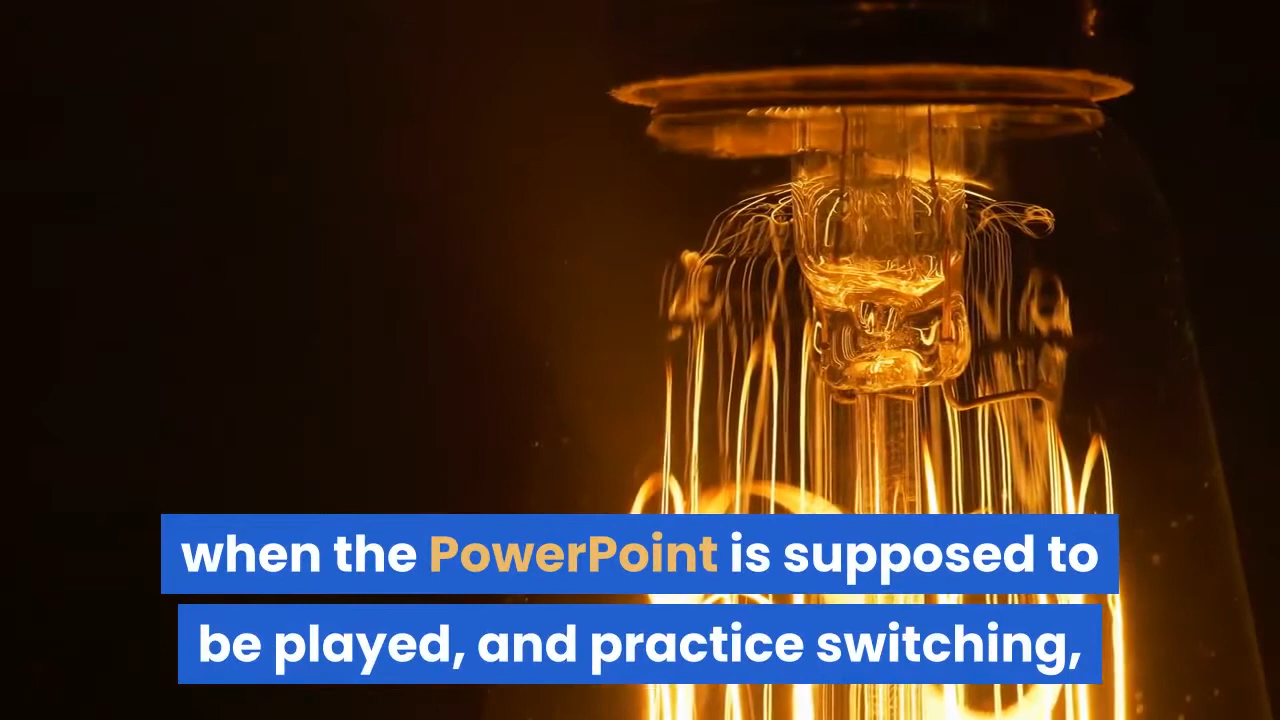 when the PowerPoint is supposed to
be played, and practice switching,